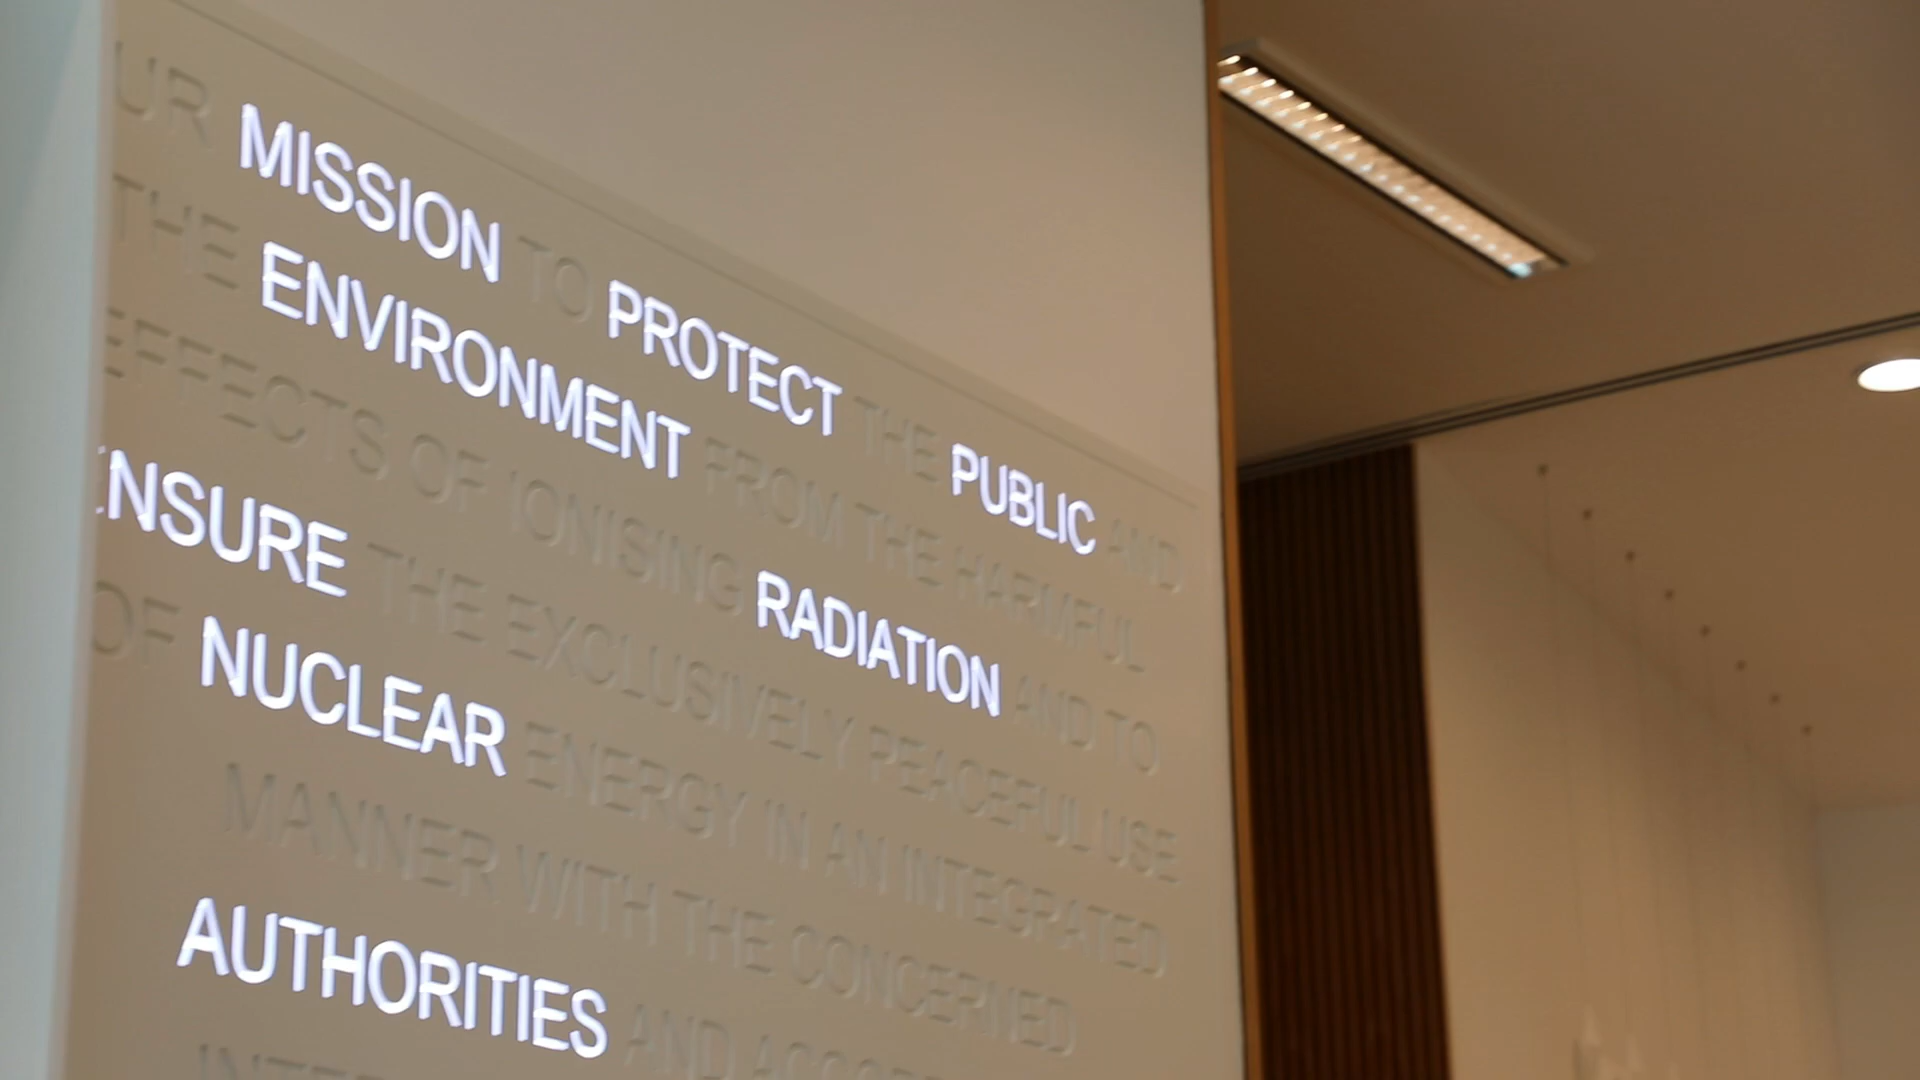 UR MISSION TO PROTECT THE PUBLIC AND
THE ENVIRONMENT FROM THE HARMFUL
EFFECTS OF IONISING RADIATION AND TO
ENSURE THE EXCLUSIVELY PEACEFUL USE
OF NUCLEAR ENERGY IN AN INTEGRATED
MANNER WITH THE CONCERNED
AUTHORITIES AND